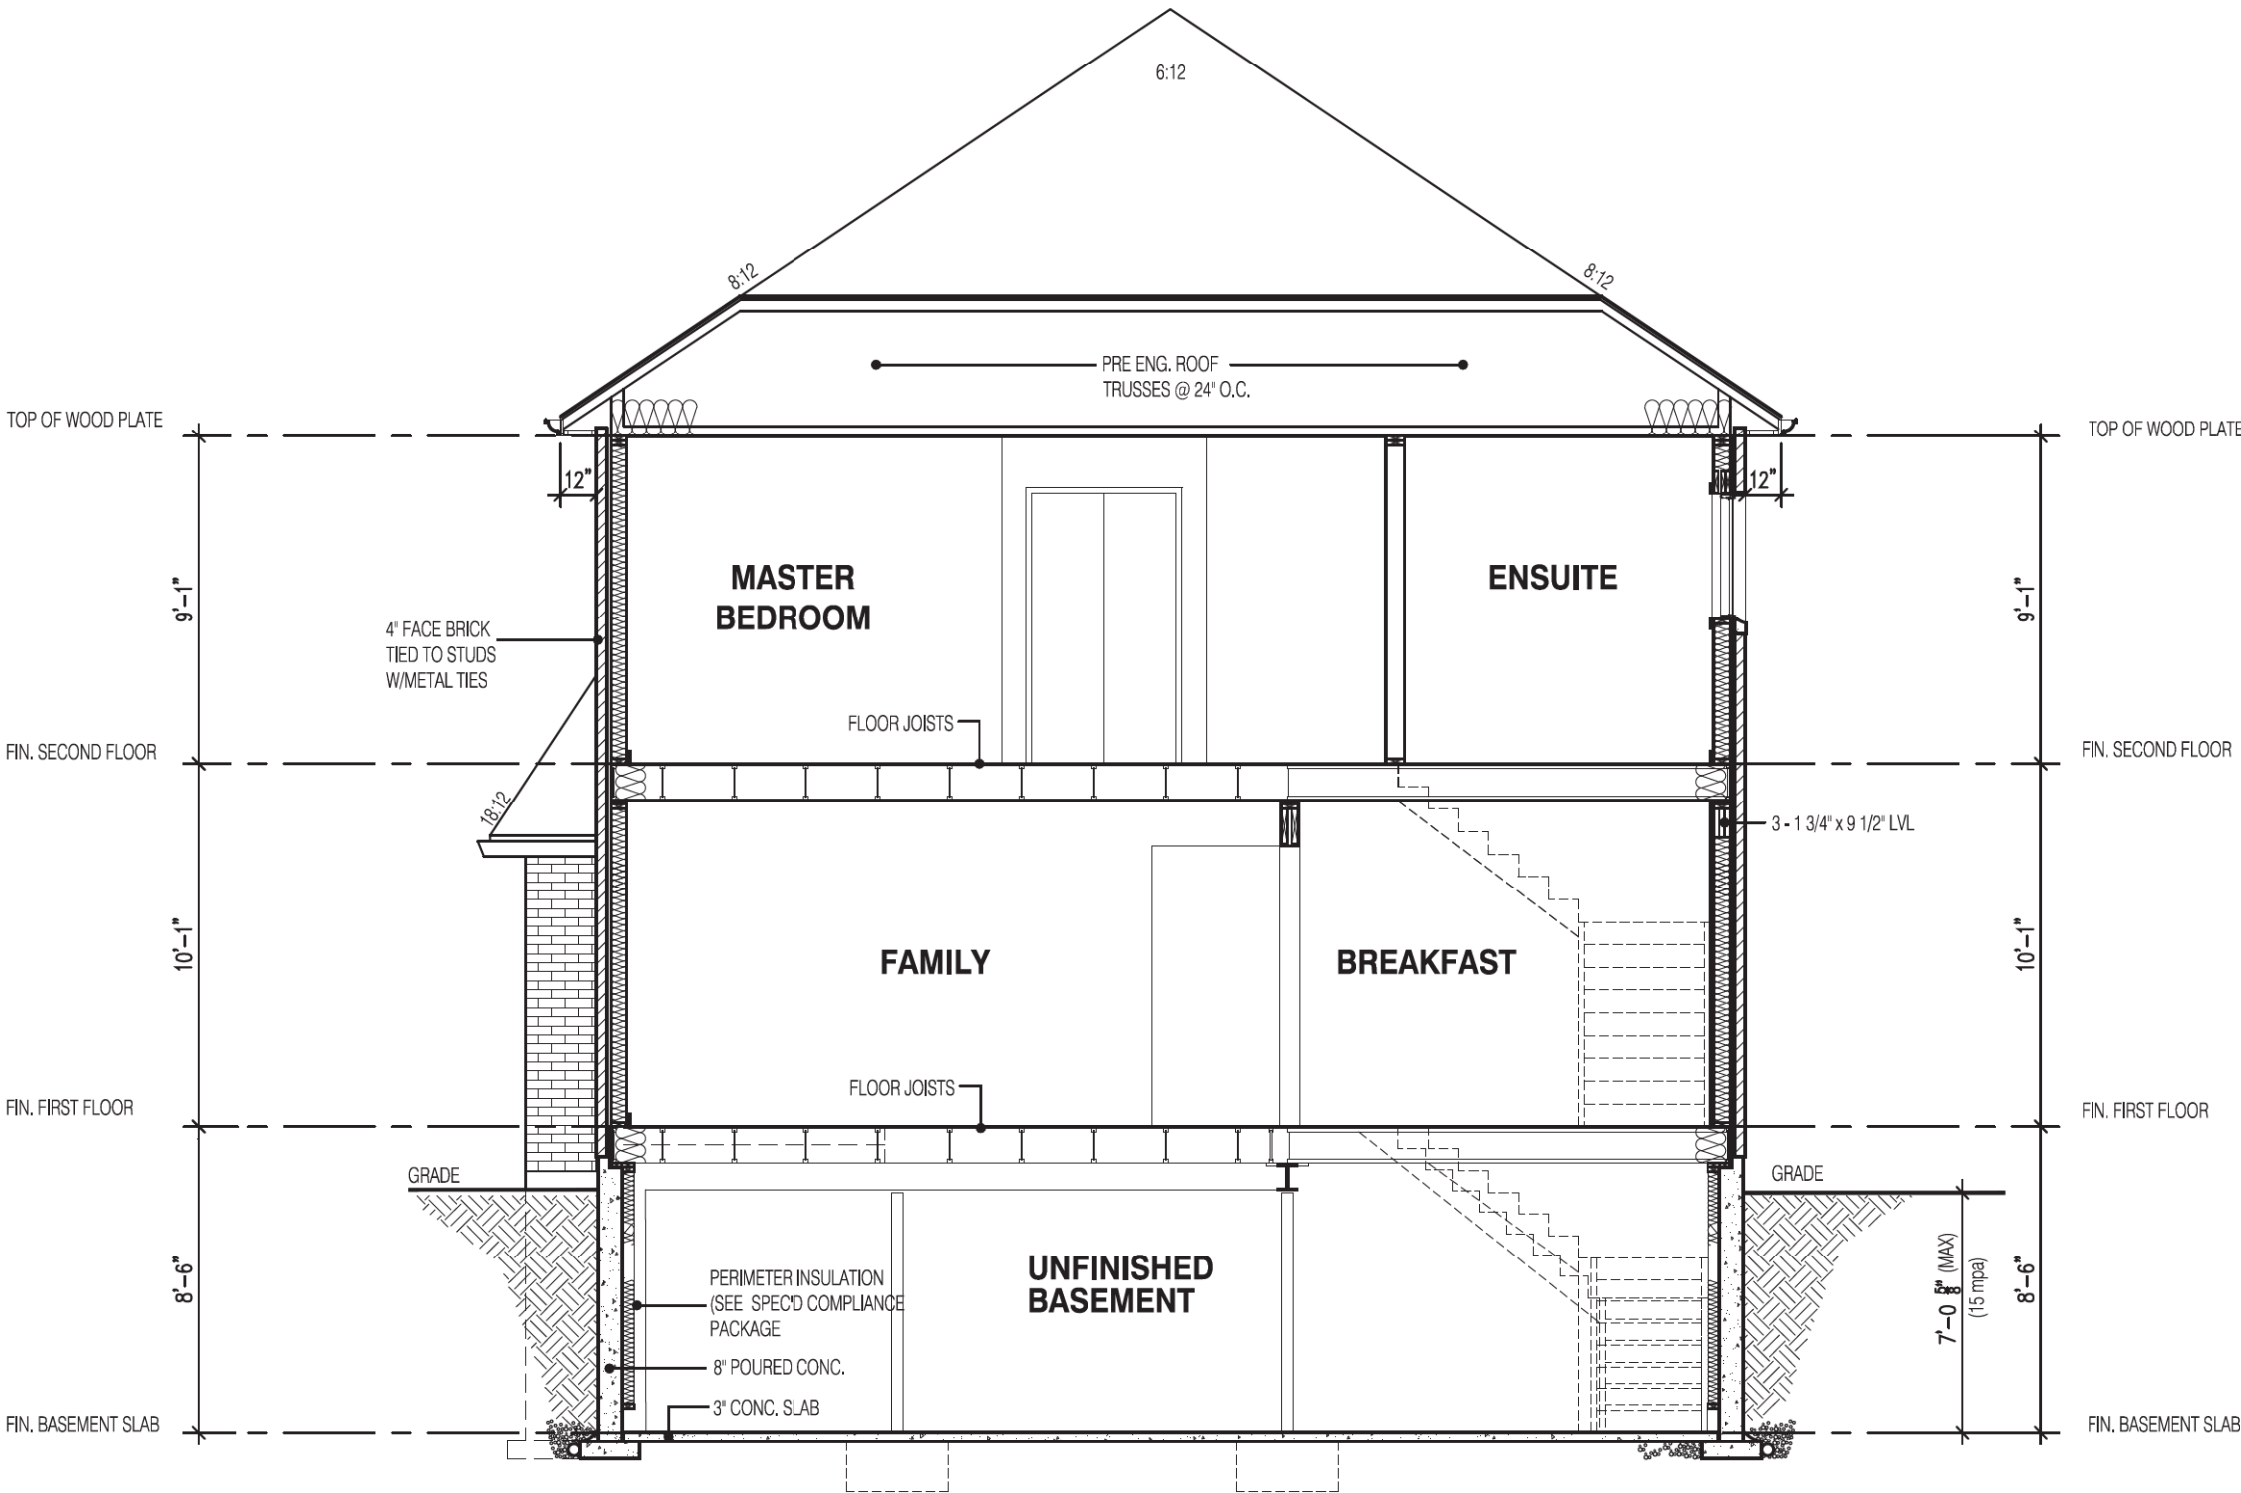 6:12
8:12
8:12
PRE ENG. ROOF
TRUSSES @ 24" O.C.
TOP OF WOOD PLATE
TOP OF WOOD PLATE
12"
12"
MASTER
BEDROOM
ENSUITE
9'-1"
9'-1"
4" FACE BRICK
TIED TO STUDS
W/METAL TIES
FLOOR JOISTS
FIN. SECOND FLOOR
FIN. SECOND FLOOR
18:12
3 - 1 3/4" x 9 1/2" LVL
10'-1"
FAMILY
BREAKFAST
10'-1"
FLOOR JOISTS
FIN. FIRST FLOOR
FIN. FIRST FLOOR
GRADE
GRADE
8'-6"
PERIMETER INSULATION
(SEE SPEC'D COMPLIANCE
PACKAGE
UNFINISHED
BASEMENT
7'-0 5/8" (MAX)
(15 mpa)
8'-6"
8" POURED CONC.
3" CONC. SLAB
FIN. BASEMENT SLAB
FIN. BASEMENT SLAB